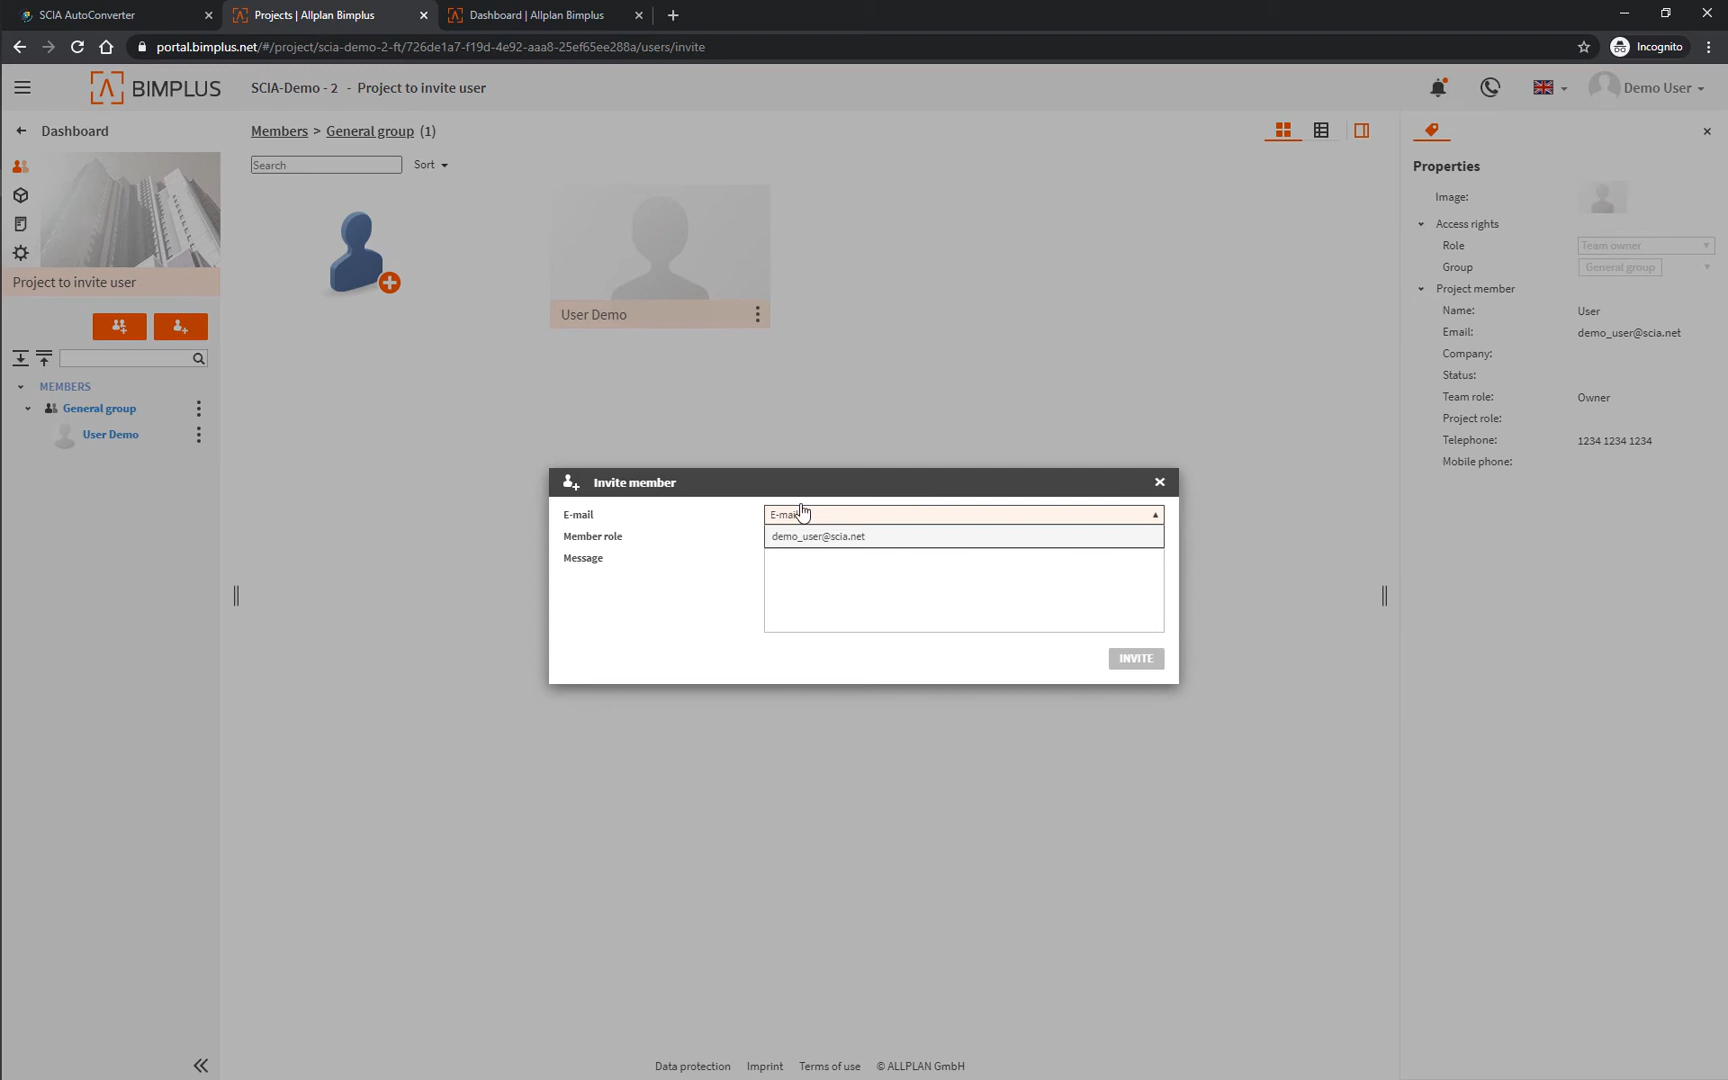 SCIA AutoConverter
Projects | Allplan Bimplus
Dashboard | Allplan Bimplus
portal.bimplus.net/#/project/scia-demo-2-ft/726de1a7-f19d-4e92-aaa8-25ef65ee288a/users/invite
Incognito
BIMPLUS
SCIA-Demo - 2 - Project to invite user
Demo User
Dashboard
Project to invite user
MEMBERS
General group
User Demo
Members > General group (1)
Search
Sort
User Demo
Invite member
E-mail
E-mail
demo_user@scia.net
Member role
Message
INVITE
Properties
Image:
Access rights
Role
Team owner
Group
General group
Project member
Name:
User
Email:
demo_user@scia.net
Company:
Status:
Team role:
Owner
Project role:
Telephone:
1234 1234 1234
Mobile phone:
Data protection
Imprint
Terms of use
© ALLPLAN GmbH